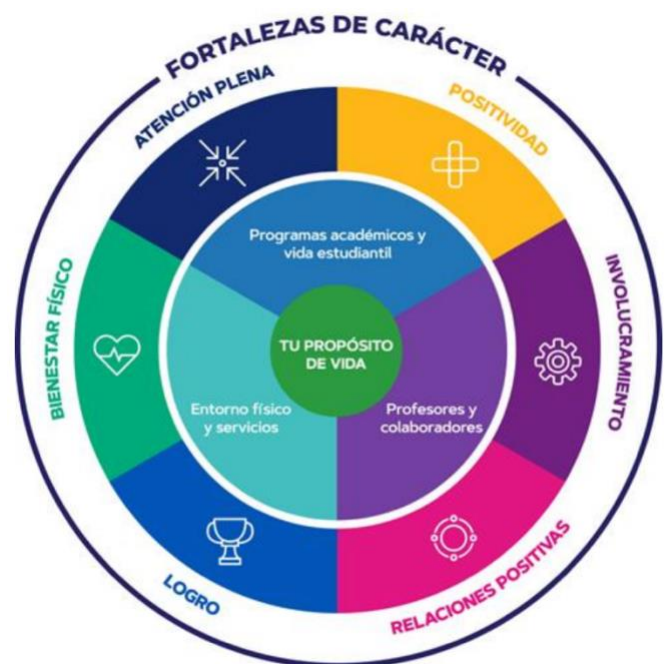 FORTALEZAS DE CARÁCTER
ATENCIÓN PLENA
POSITIVIDAD
Programas académicos y
vida estudiantil
BIENESTAR FÍSICO
INVOLUCRAMIENTO
TU PROPÓSITO
DE VIDA
Entorno físico
y servicios
Profesores y
colaboradores
LOGRO
RELACIONES POSITIVAS